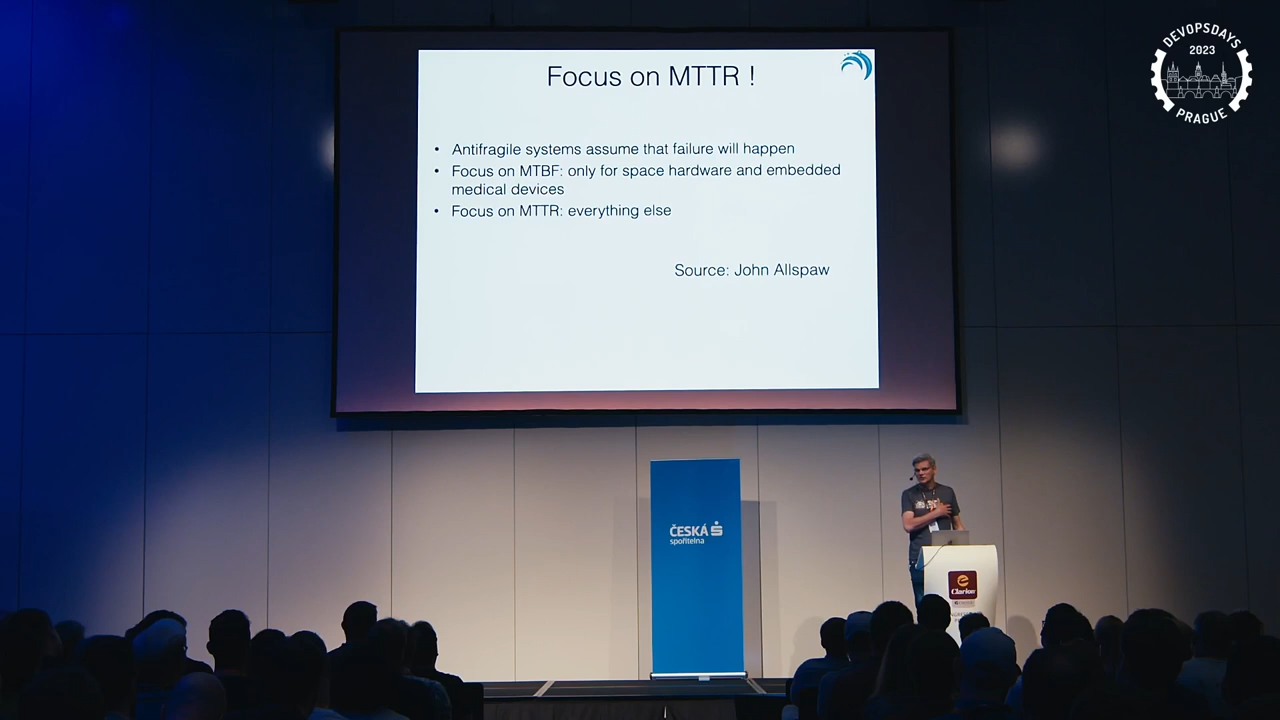 Focus on MTTR !
• Antifragile systems assume that failure will happen
• Focus on MTBF: only for space hardware and embedded
medical devices
• Focus on MTTR: everything else
Source: John Allspaw
DEVOPSDAYS
2023
PRAGUE
ČESKÁ
spořitelna
Clarion